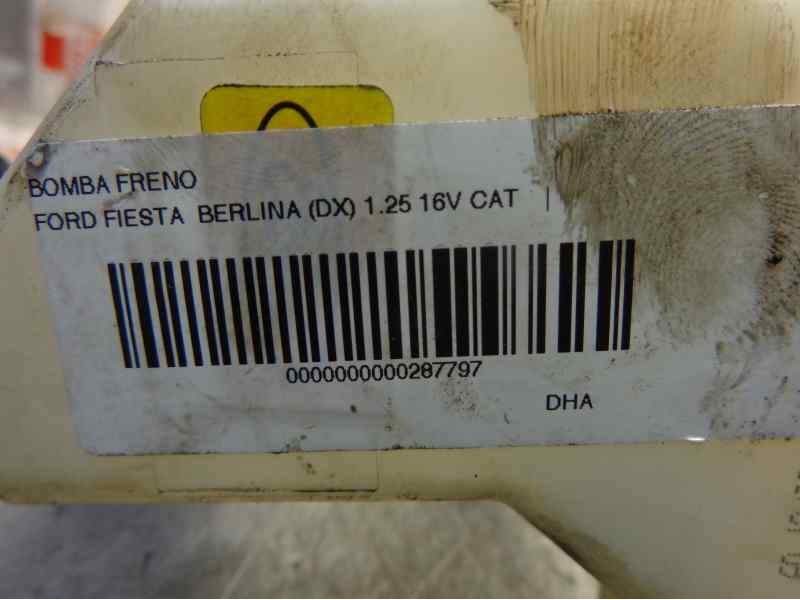 BOMBA FRENO
FORD FIESTA BERLINA (DX) 1.25 16V CAT |
0000000000287797
DHA